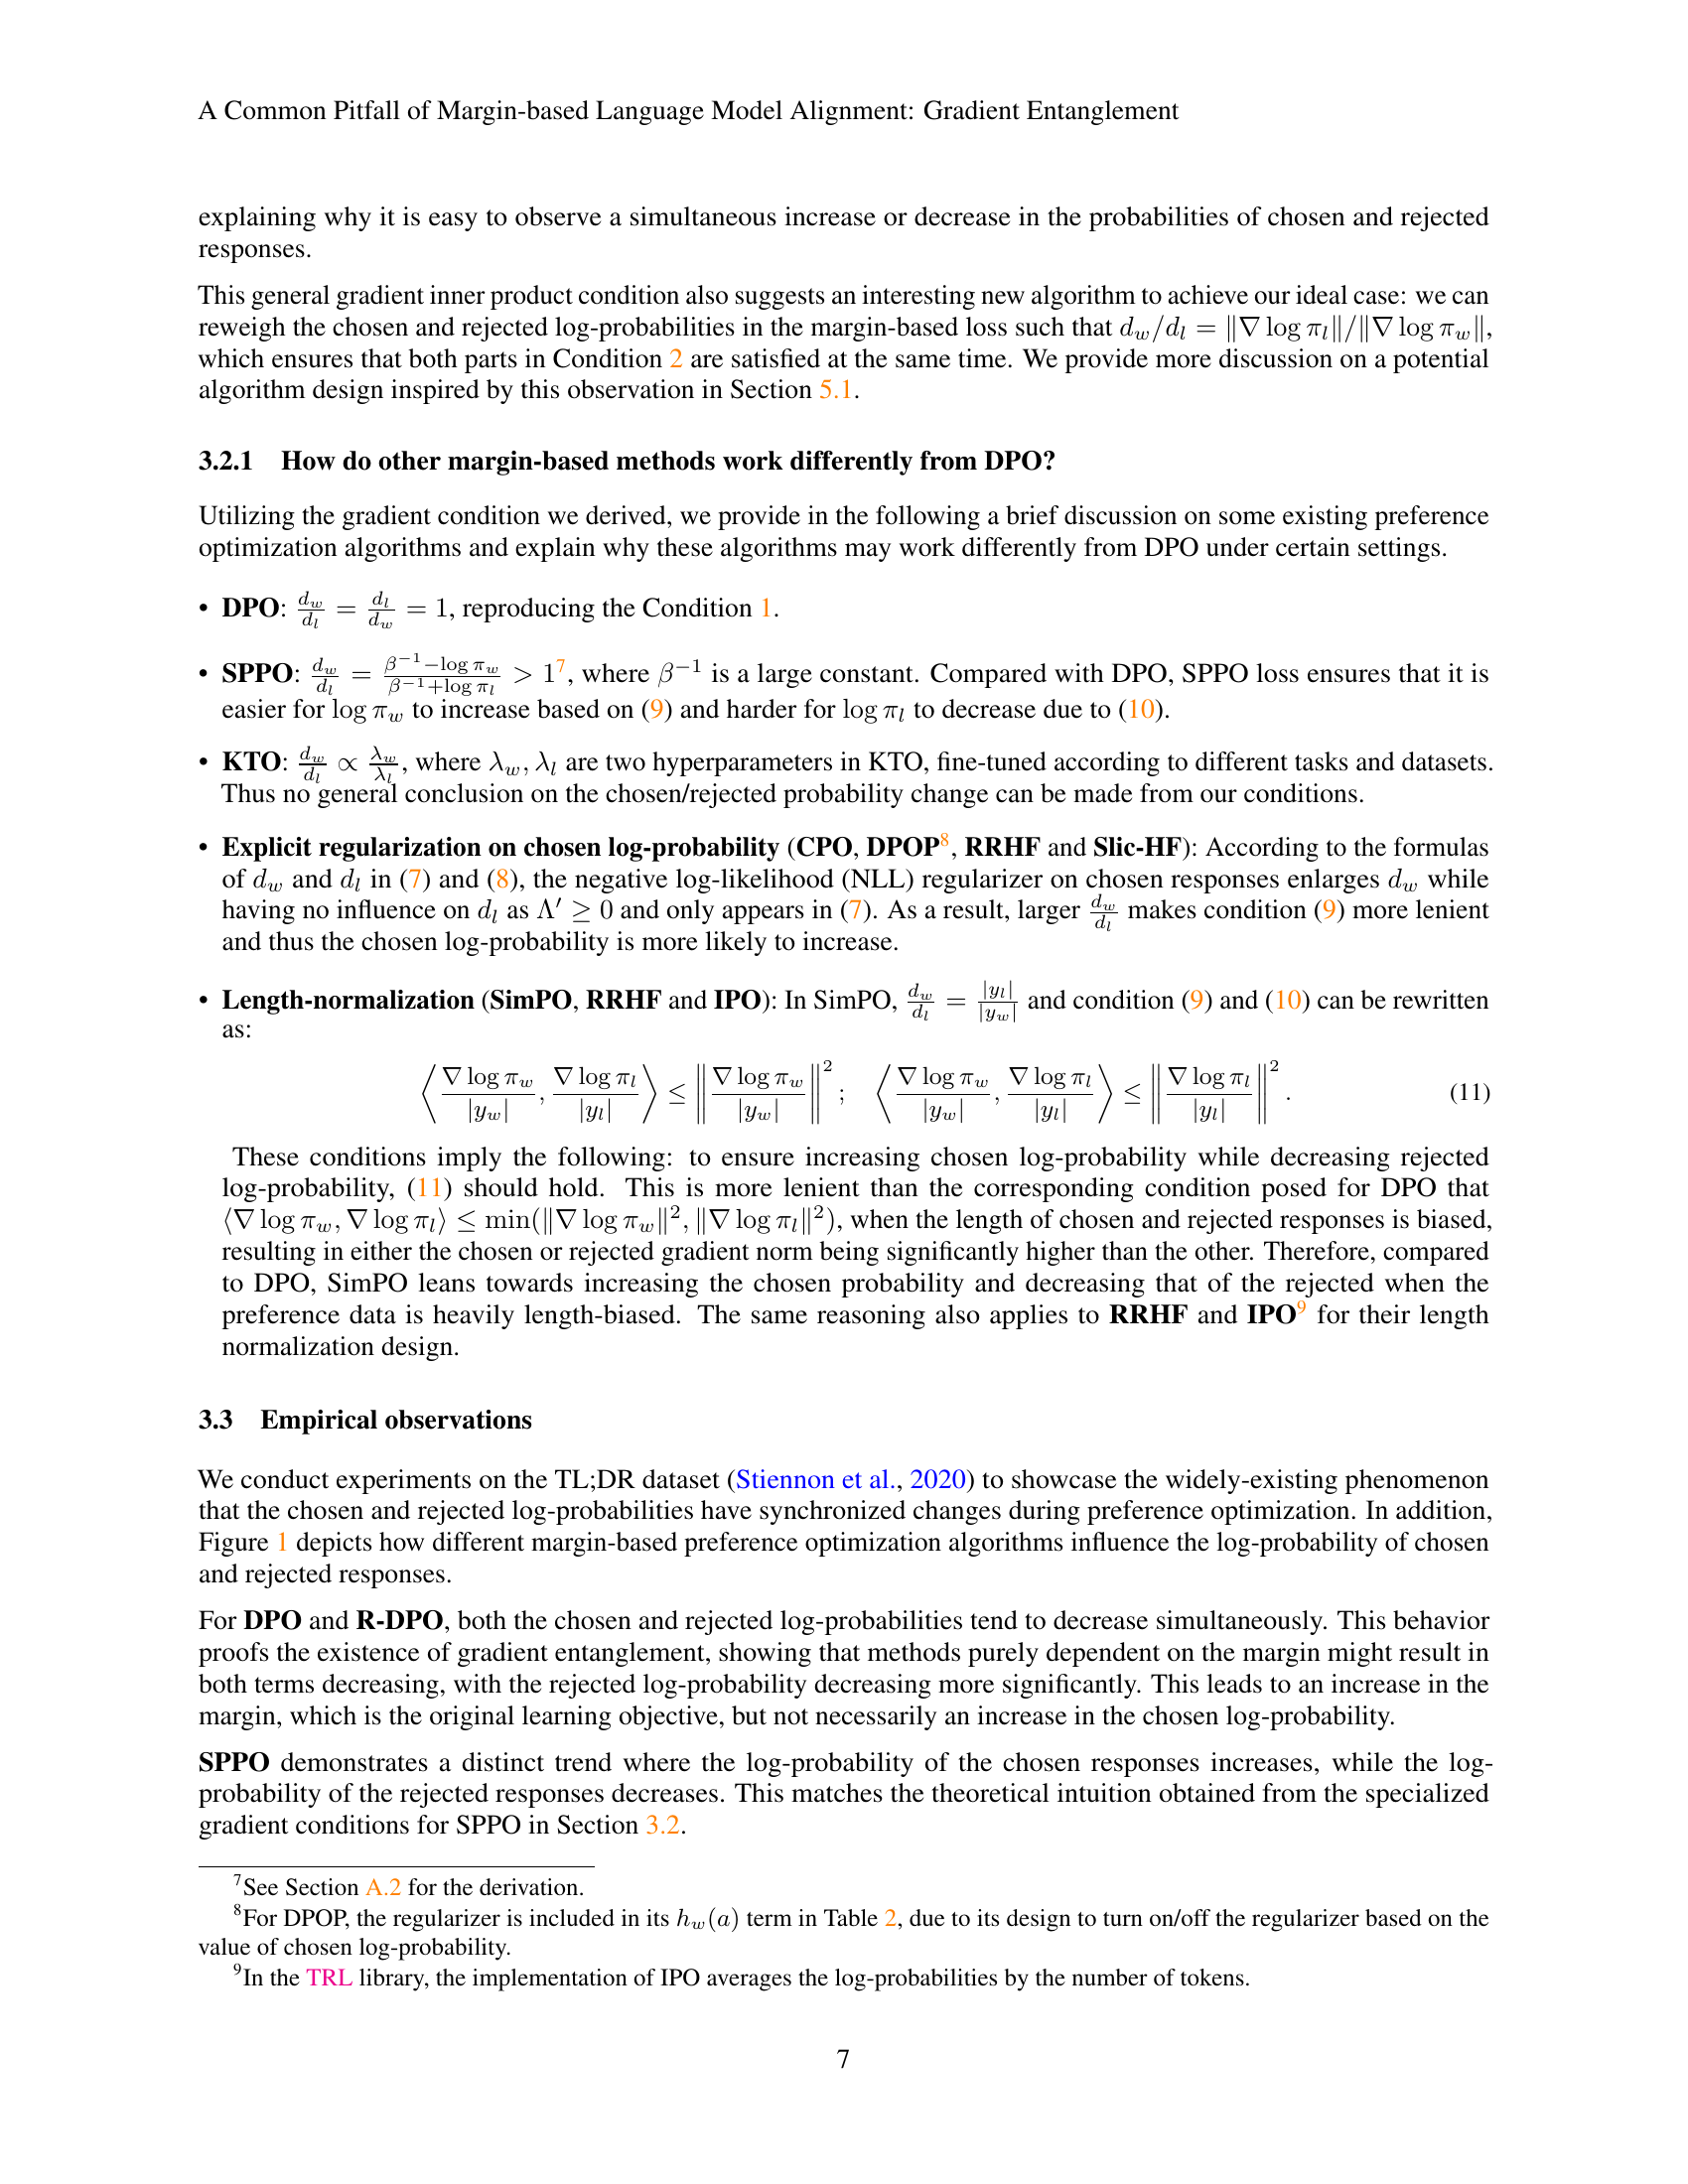 A Common Pitfall of Margin-based Language Model Alignment: Gradient Entanglement
explaining why it is easy to observe a simultaneous increase or decrease in the probabilities of chosen and rejected
responses.
This general gradient inner product condition also suggests an interesting new algorithm to achieve our ideal case: we can
reweigh the chosen and rejected log-probabilities in the margin-based loss such that $d_w/d_l = \|\nabla \log \pi_l\|/\|\nabla \log \pi_w\|$,
which ensures that both parts in Condition 2 are satisfied at the same time. We provide more discussion on a potential
algorithm design inspired by this observation in Section 5.1.
3.2.1 How do other margin-based methods work differently from DPO?
Utilizing the gradient condition we derived, we provide in the following a brief discussion on some existing preference
optimization algorithms and explain why these algorithms may work differently from DPO under certain settings.
• DPO: $\frac{d_w}{d_l} = \frac{d_l}{d_w} = 1$, reproducing the Condition 1.
• SPPO: $\frac{d_w}{d_l} = \frac{\beta^{-1} - \log \pi_w}{\beta^{-1} + \log \pi_l} > 1$⁷, where $\beta^{-1}$ is a large constant. Compared with DPO, SPPO loss ensures that it is
easier for $\log \pi_w$ to increase based on (9) and harder for $\log \pi_l$ to decrease due to (10).
• KTO: $\frac{d_w}{d_l} \propto \frac{\lambda_w}{\lambda_l}$, where $\lambda_w, \lambda_l$ are two hyperparameters in KTO, fine-tuned according to different tasks and datasets.
Thus no general conclusion on the chosen/rejected probability change can be made from our conditions.
• Explicit regularization on chosen log-probability (CPO, DPOP⁸, RRHF and Slic-HF): According to the formulas
of $d_w$ and $d_l$ in (7) and (8), the negative log-likelihood (NLL) regularizer on chosen responses enlarges $d_w$ while
having no influence on $d_l$ as $\Lambda' \geq 0$ and only appears in (7). As a result, larger $\frac{d_w}{d_l}$ makes condition (9) more lenient
and thus the chosen log-probability is more likely to increase.
• Length-normalization (SimPO, RRHF and IPO): In SimPO, $\frac{d_w}{d_l} = \frac{|y_l|}{|y_w|}$ and condition (9) and (10) can be rewritten
as:
$\left\langle \frac{\nabla \log \pi_w}{|y_w|}, \frac{\nabla \log \pi_l}{|y_l|} \right\rangle \leq \left\| \frac{\nabla \log \pi_w}{|y_w|} \right\|^2; \quad \left\langle \frac{\nabla \log \pi_w}{|y_w|}, \frac{\nabla \log \pi_l}{|y_l|} \right\rangle \leq \left\| \frac{\nabla \log \pi_l}{|y_l|} \right\|^2.$ (11)
These conditions imply the following: to ensure increasing chosen log-probability while decreasing rejected
log-probability, (11) should hold. This is more lenient than the corresponding condition posed for DPO that
$\langle \nabla \log \pi_w, \nabla \log \pi_l \rangle \leq \min(\|\nabla \log \pi_w\|^2, \|\nabla \log \pi_l\|^2)$, when the length of chosen and rejected responses is biased,
resulting in either the chosen or rejected gradient norm being significantly higher than the other. Therefore, compared
to DPO, SimPO leans towards increasing the chosen probability and decreasing that of the rejected when the
preference data is heavily length-biased. The same reasoning also applies to RRHF and IPO⁹ for their length
normalization design.
3.3 Empirical observations
We conduct experiments on the TL;DR dataset (Stiennon et al., 2020) to showcase the widely-existing phenomenon
that the chosen and rejected log-probabilities have synchronized changes during preference optimization. In addition,
Figure 1 depicts how different margin-based preference optimization algorithms influence the log-probability of chosen
and rejected responses.
For DPO and R-DPO, both the chosen and rejected log-probabilities tend to decrease simultaneously. This behavior
proofs the existence of gradient entanglement, showing that methods purely dependent on the margin might result in
both terms decreasing, with the rejected log-probability decreasing more significantly. This leads to an increase in the
margin, which is the original learning objective, but not necessarily an increase in the chosen log-probability.
SPPO demonstrates a distinct trend where the log-probability of the chosen responses increases, while the log-
probability of the rejected responses decreases. This matches the theoretical intuition obtained from the specialized
gradient conditions for SPPO in Section 3.2.
⁷See Section A.2 for the derivation.
⁸For DPOP, the regularizer is included in its $h_w(a)$ term in Table 2, due to its design to turn on/off the regularizer based on the
value of chosen log-probability.
⁹In the TRL library, the implementation of IPO averages the log-probabilities by the number of tokens.
7